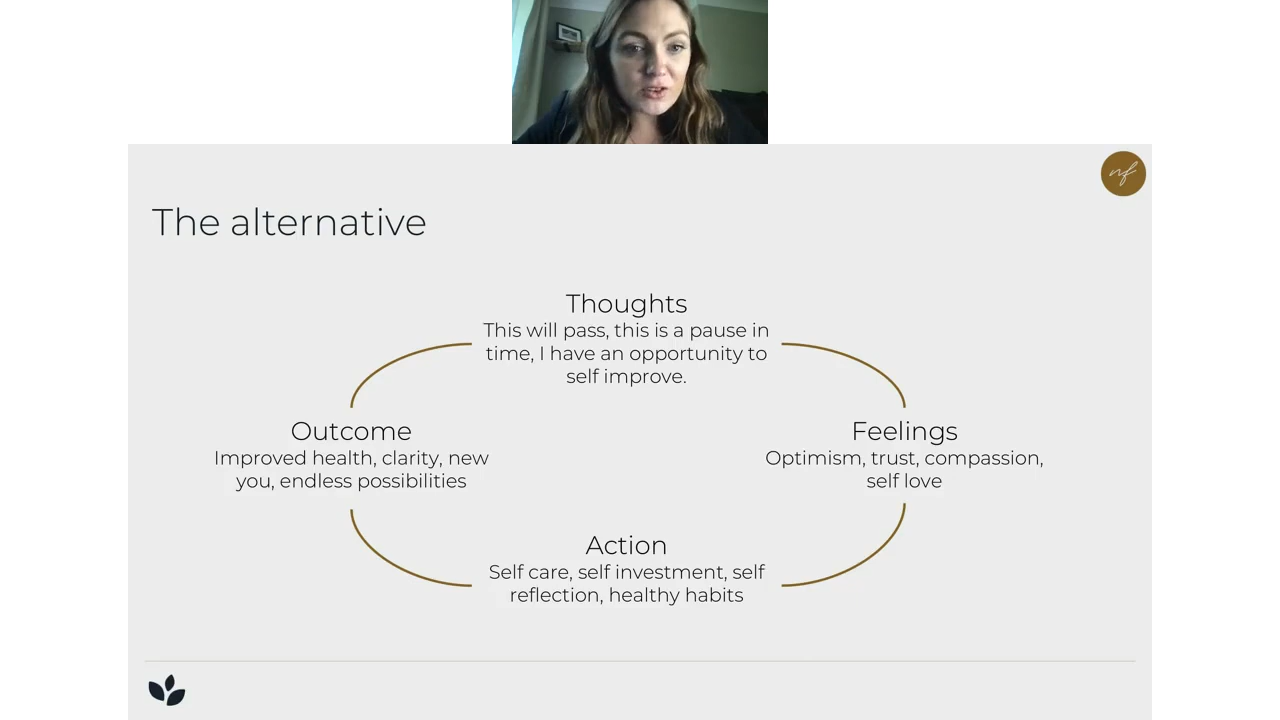 nf
The alternative
Thoughts
This will pass, this is a pause in
time, I have an opportunity to
self improve.
Outcome
Improved health, clarity, new
you, endless possibilities
Feelings
Optimism, trust, compassion,
self love
Action
Self care, self investment, self
reflection, healthy habits